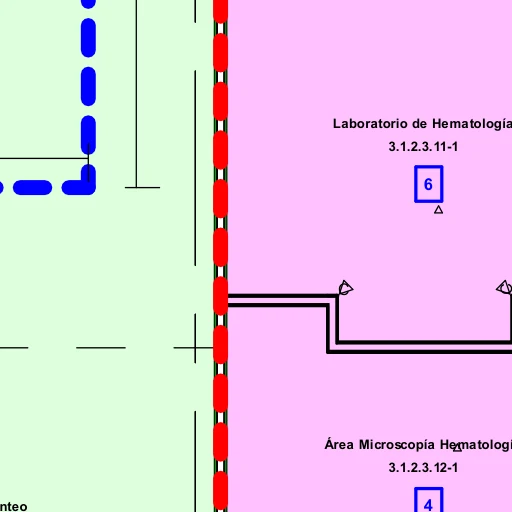 Laboratorio de Hematología
3.1.2.3.11-1
6
Área Microscopía Hematologí
3.1.2.3.12-1
4
nteo